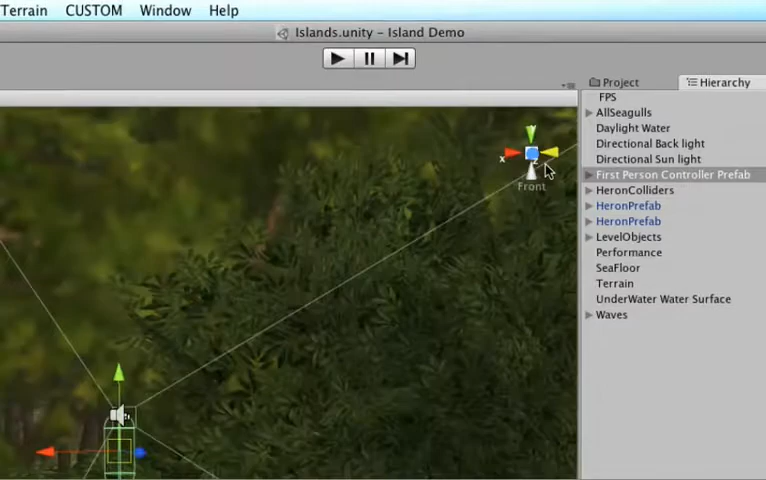 Terrain CUSTOM Window Help
Islands.unity - Island Demo
Project Hierarchy
FPS
AllSeagulls
Daylight Water
Directional Back light
Directional Sun light
First Person Controller Prefab
HeronColliders
HeronPrefab
HeronPrefab
LevelObjects
Performance
SeaFloor
Terrain
UnderWater Water Surface
Waves
y
x
z
Front